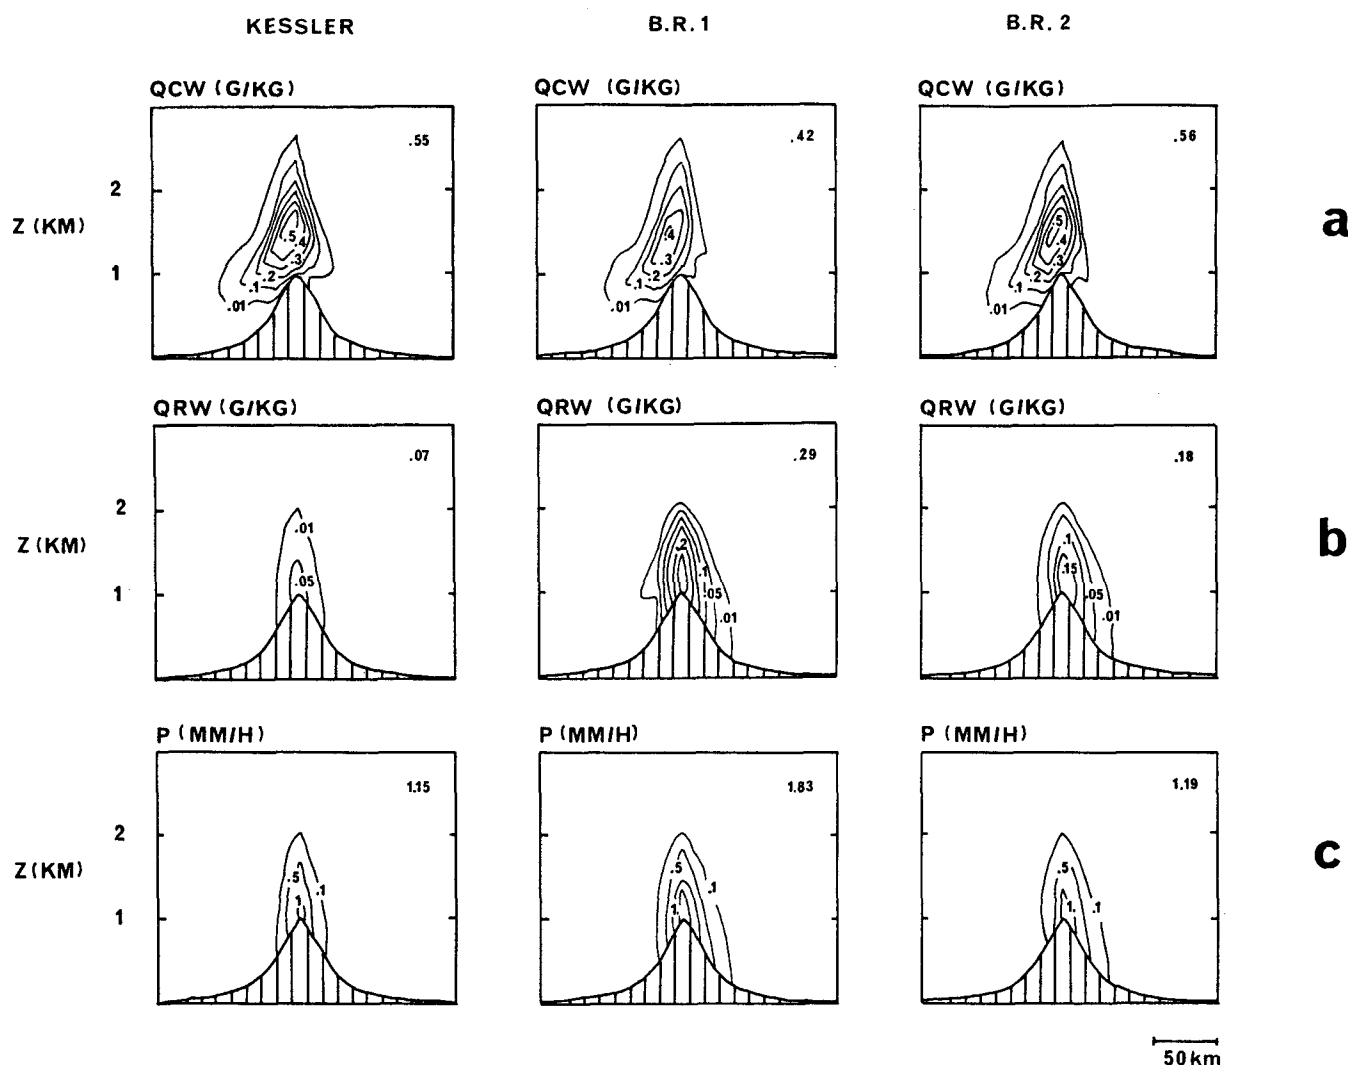 KESSLER B.R.1 B.R.2
QCW (G/KG) QCW (G/KG) QCW (G/KG)
.55 .42 .56
2
Z (KM)
1
.5 .4 .3 .2 .1 .01
.4 .3 .2 .1 .01
.5 .4 .3 .2 .1 .01
a
QRW (G/KG) QRW (G/KG) QRW (G/KG)
.07 .29 .18
2
Z (KM)
1
.01 .05
.2 .1 .05 .01
.1 .15 .05 .01
b
P (MM/H) P (MM/H) P (MM/H)
1.15 1.83 1.19
2
Z (KM)
1
.5 .1 1.
.5 .1 1.
.5 1. .1
c
50 km